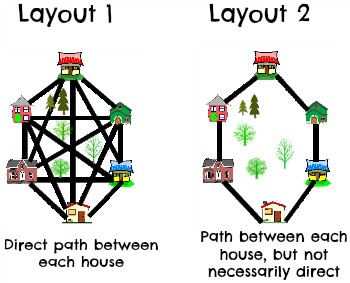 Layout 1
Layout 2
Direct path between
each house
Path between each
house, but not
necessarily direct